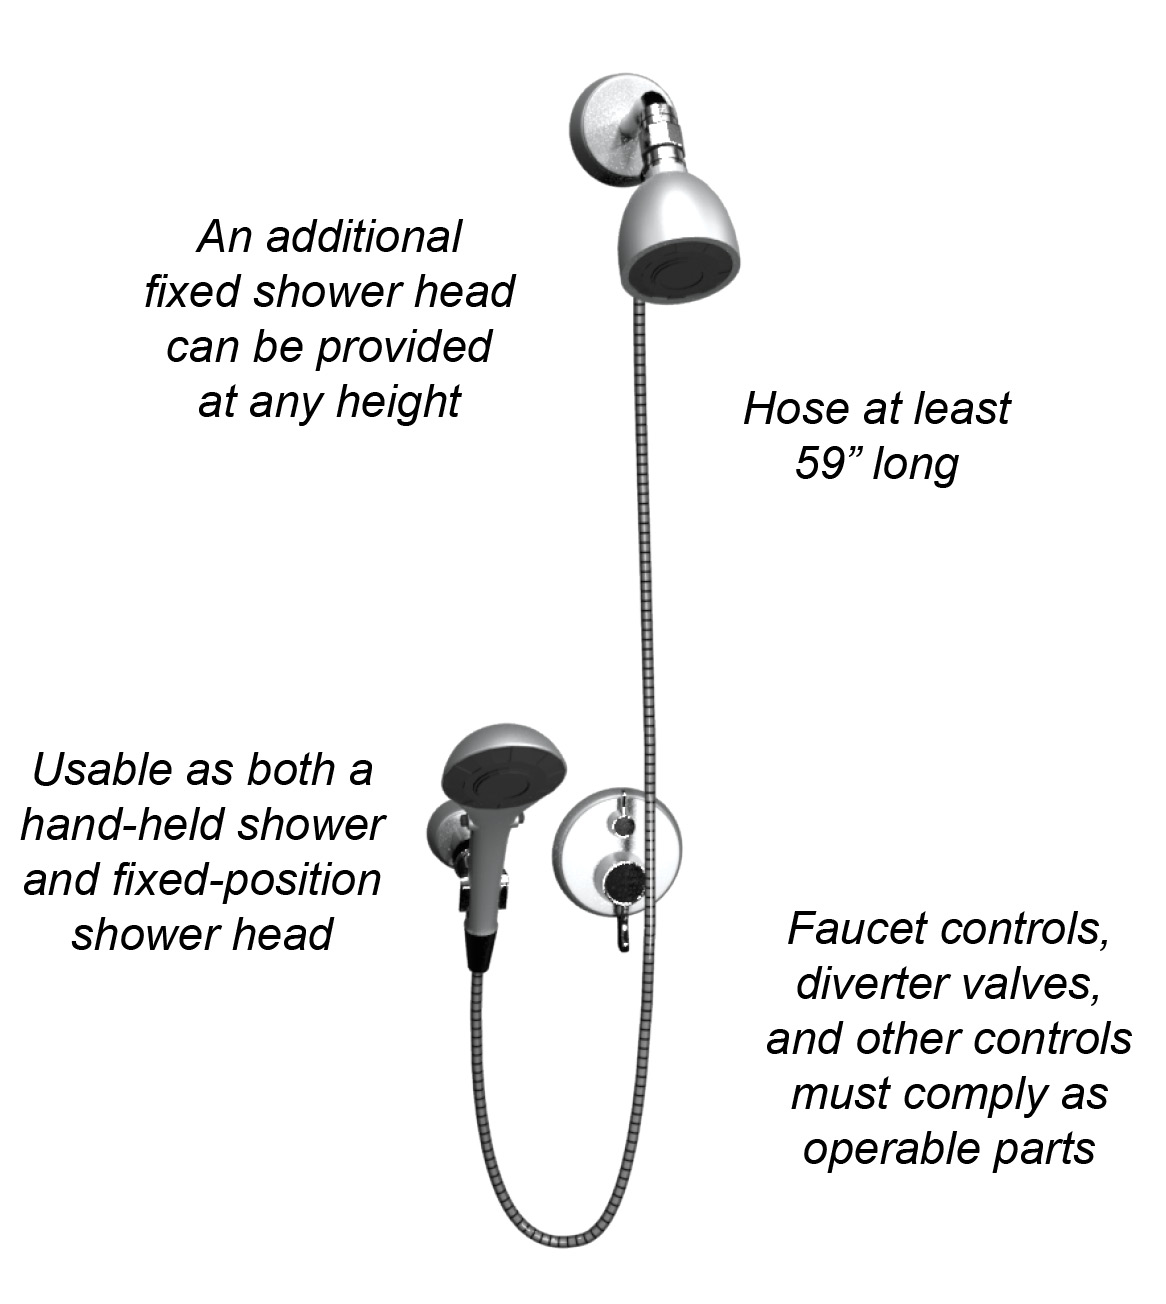 An additional
fixed shower head
can be provided
at any height
Hose at least
59” long
Usable as both a
hand-held shower
and fixed-position
shower head
Faucet controls,
diverter valves,
and other controls
must comply as
operable parts